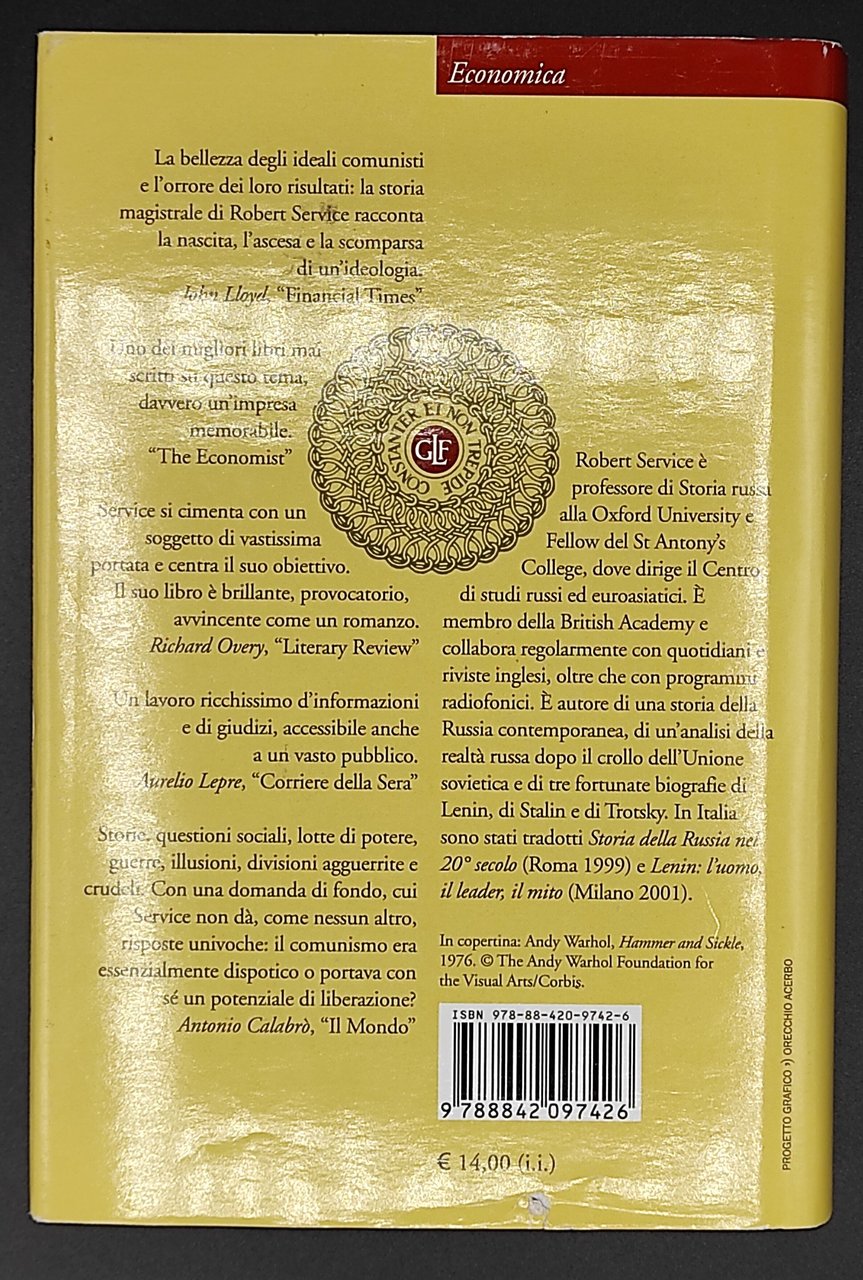 Economica
La bellezza degli ideali comunisti
e l'orrore dei loro risultati: la storia
magistrale di Robert Service racconta
la nascita, l'ascesa e la scomparsa
di un'ideologia.
John Lloyd, "Financial Times"
Uno dei migliori libri mai
scritti su questo tema,
davvero un'impresa
memorabile.
"The Economist"
Service si cimenta con un
soggetto di vastissima
portata e centra il suo obiettivo.
Il suo libro è brillante, provocatorio,
avvincente come un romanzo.
Richard Overy, "Literary Review"
Un lavoro ricchissimo d'informazioni
e di giudizi, accessibile anche
a un vasto pubblico.
Aurelio Lepre, "Corriere della Sera"
Storie, questioni sociali, lotte di potere,
guerre, illusioni, divisioni agguerrite e
crudeli. Con una domanda di fondo, cui
Service non dà, come nessun altro,
risposte univoche: il comunismo era
essenzialmente dispotico o portava con
sé un potenziale di liberazione?
Antonio Calabrò, "Il Mondo"
CONSTANTER ET NON TREPIDE
GLF
Robert Service è
professore di Storia russa
alla Oxford University e
Fellow del St Antony's
College, dove dirige il Centro
di studi russi ed euroasiatici. È
membro della British Academy e
collabora regolarmente con quotidiani e
riviste inglesi, oltre che con programmi
radiofonici. È autore di una storia della
Russia contemporanea, di un'analisi della
realtà russa dopo il crollo dell'Unione
sovietica e di tre fortunate biografie di
Lenin, di Stalin e di Trotsky. In Italia
sono stati tradotti Storia della Russia nel
20° secolo (Roma 1999) e Lenin: l'uomo,
il leader, il mito (Milano 2001).
In copertina: Andy Warhol, Hammer and Sickle,
1976. © The Andy Warhol Foundation for
the Visual Arts/Corbis.
ISBN 978-88-420-9742-6
9 788842 097426
€ 14,00 (i.i.)
PROGETTO GRAFICO •) ORECCHIO ACERBO